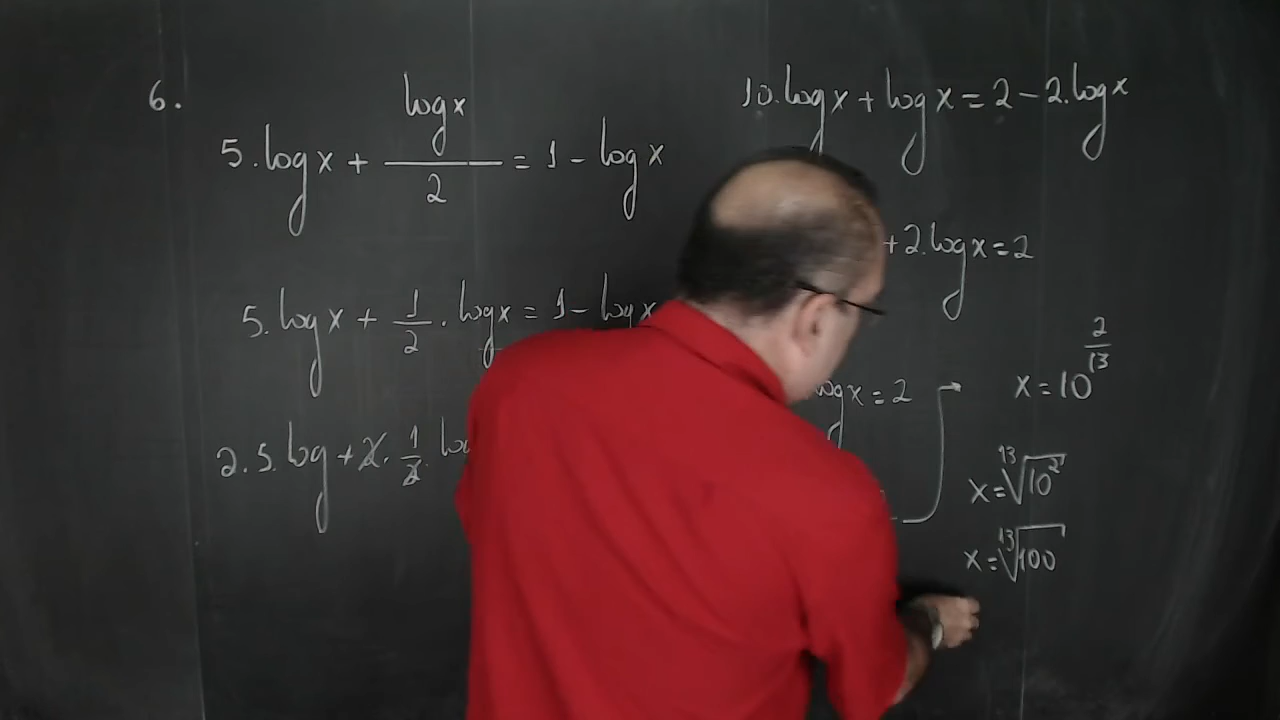 6.
5.log x + log x / 2 = 1 - log x
5.log x + 1/2 . log x = 1 - log x
2.5.log + 2. 1/2 . lo
10.log x + log x = 2 - 2.log x
+ 2.log x = 2
og x = 2
x = 10^(2/13)
x = ¹³√10²
x = ¹³√100